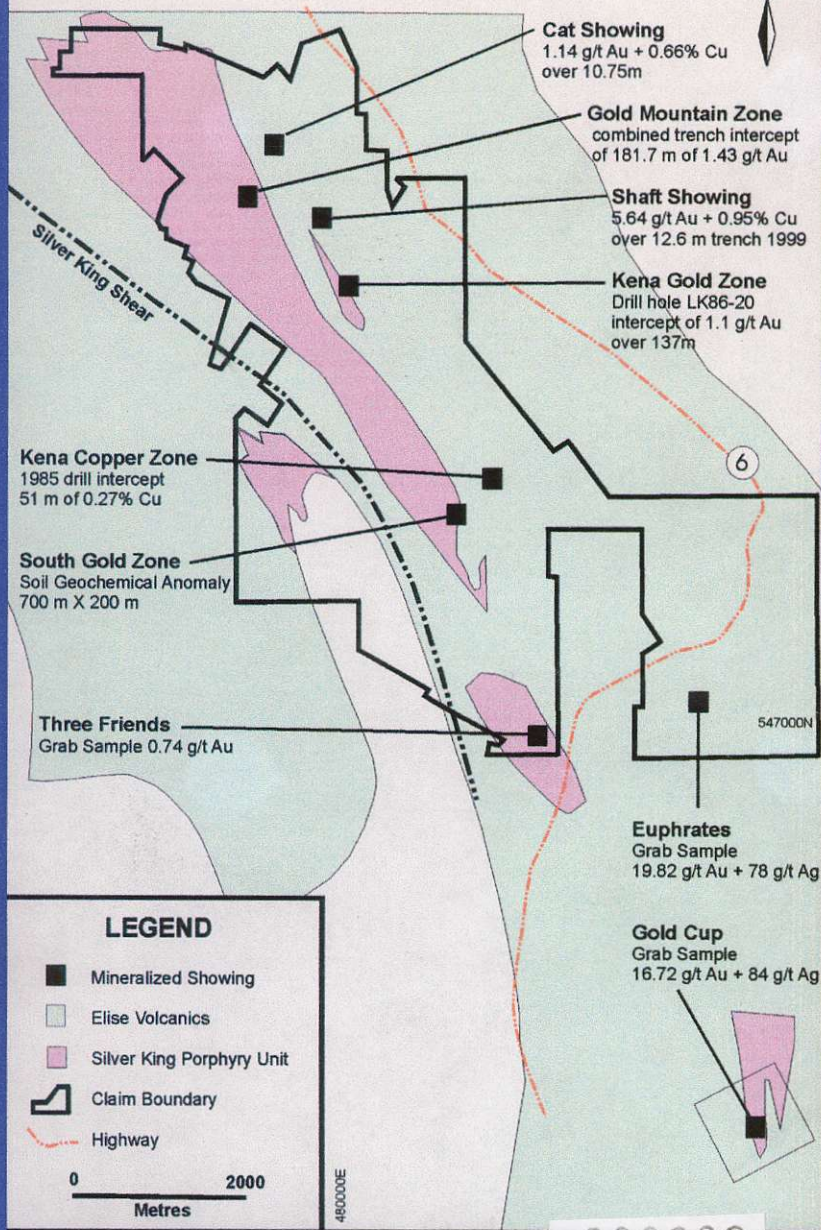 Cat Showing
1.14 g/t Au + 0.66% Cu
over 10.75m
Gold Mountain Zone
combined trench intercept
of 181.7 m of 1.43 g/t Au
Shaft Showing
5.64 g/t Au + 0.95% Cu
over 12.6 m trench 1999
Kena Gold Zone
Drill hole LK86-20
intercept of 1.1 g/t Au
over 137m
Silver King Shear
6
Kena Copper Zone
1985 drill intercept
51 m of 0.27% Cu
South Gold Zone
Soil Geochemical Anomaly
700 m X 200 m
Three Friends
Grab Sample 0.74 g/t Au
547000N
Euphrates
Grab Sample
19.82 g/t Au + 78 g/t Ag
Gold Cup
Grab Sample
16.72 g/t Au + 84 g/t Ag
LEGEND
Mineralized Showing
Elise Volcanics
Silver King Porphyry Unit
Claim Boundary
Highway
0 2000
Metres
480000E